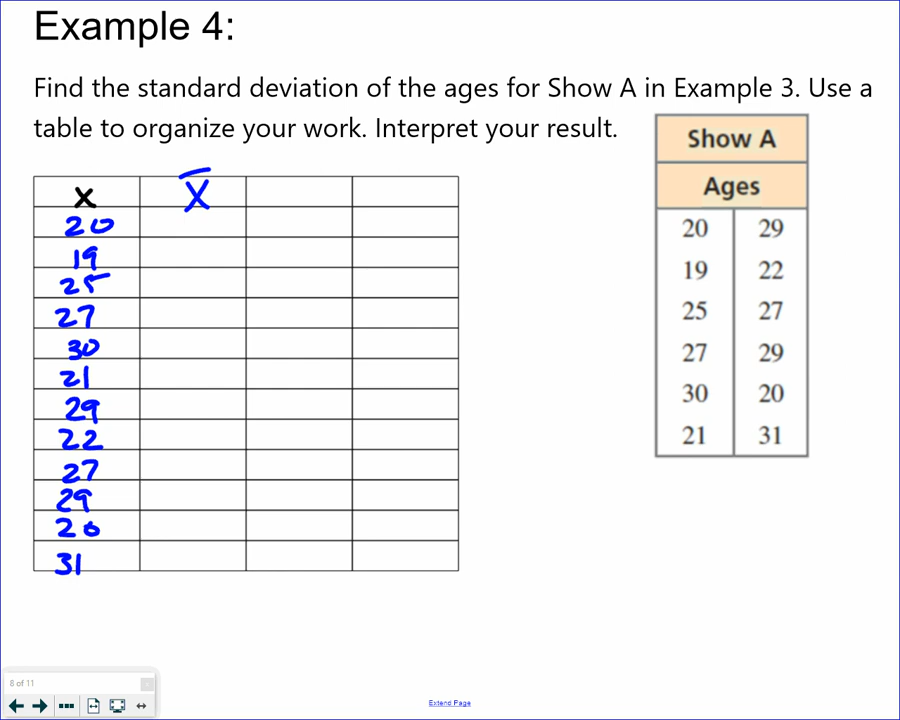 Example 4:
Find the standard deviation of the ages for Show A in Example 3. Use a
table to organize your work. Interpret your result.
Show A
Ages
20 29
19 22
25 27
27 29
30 20
21 31
x x̅
20
19
25
27
30
21
29
22
27
29
20
31
8 of 11
Extend Page